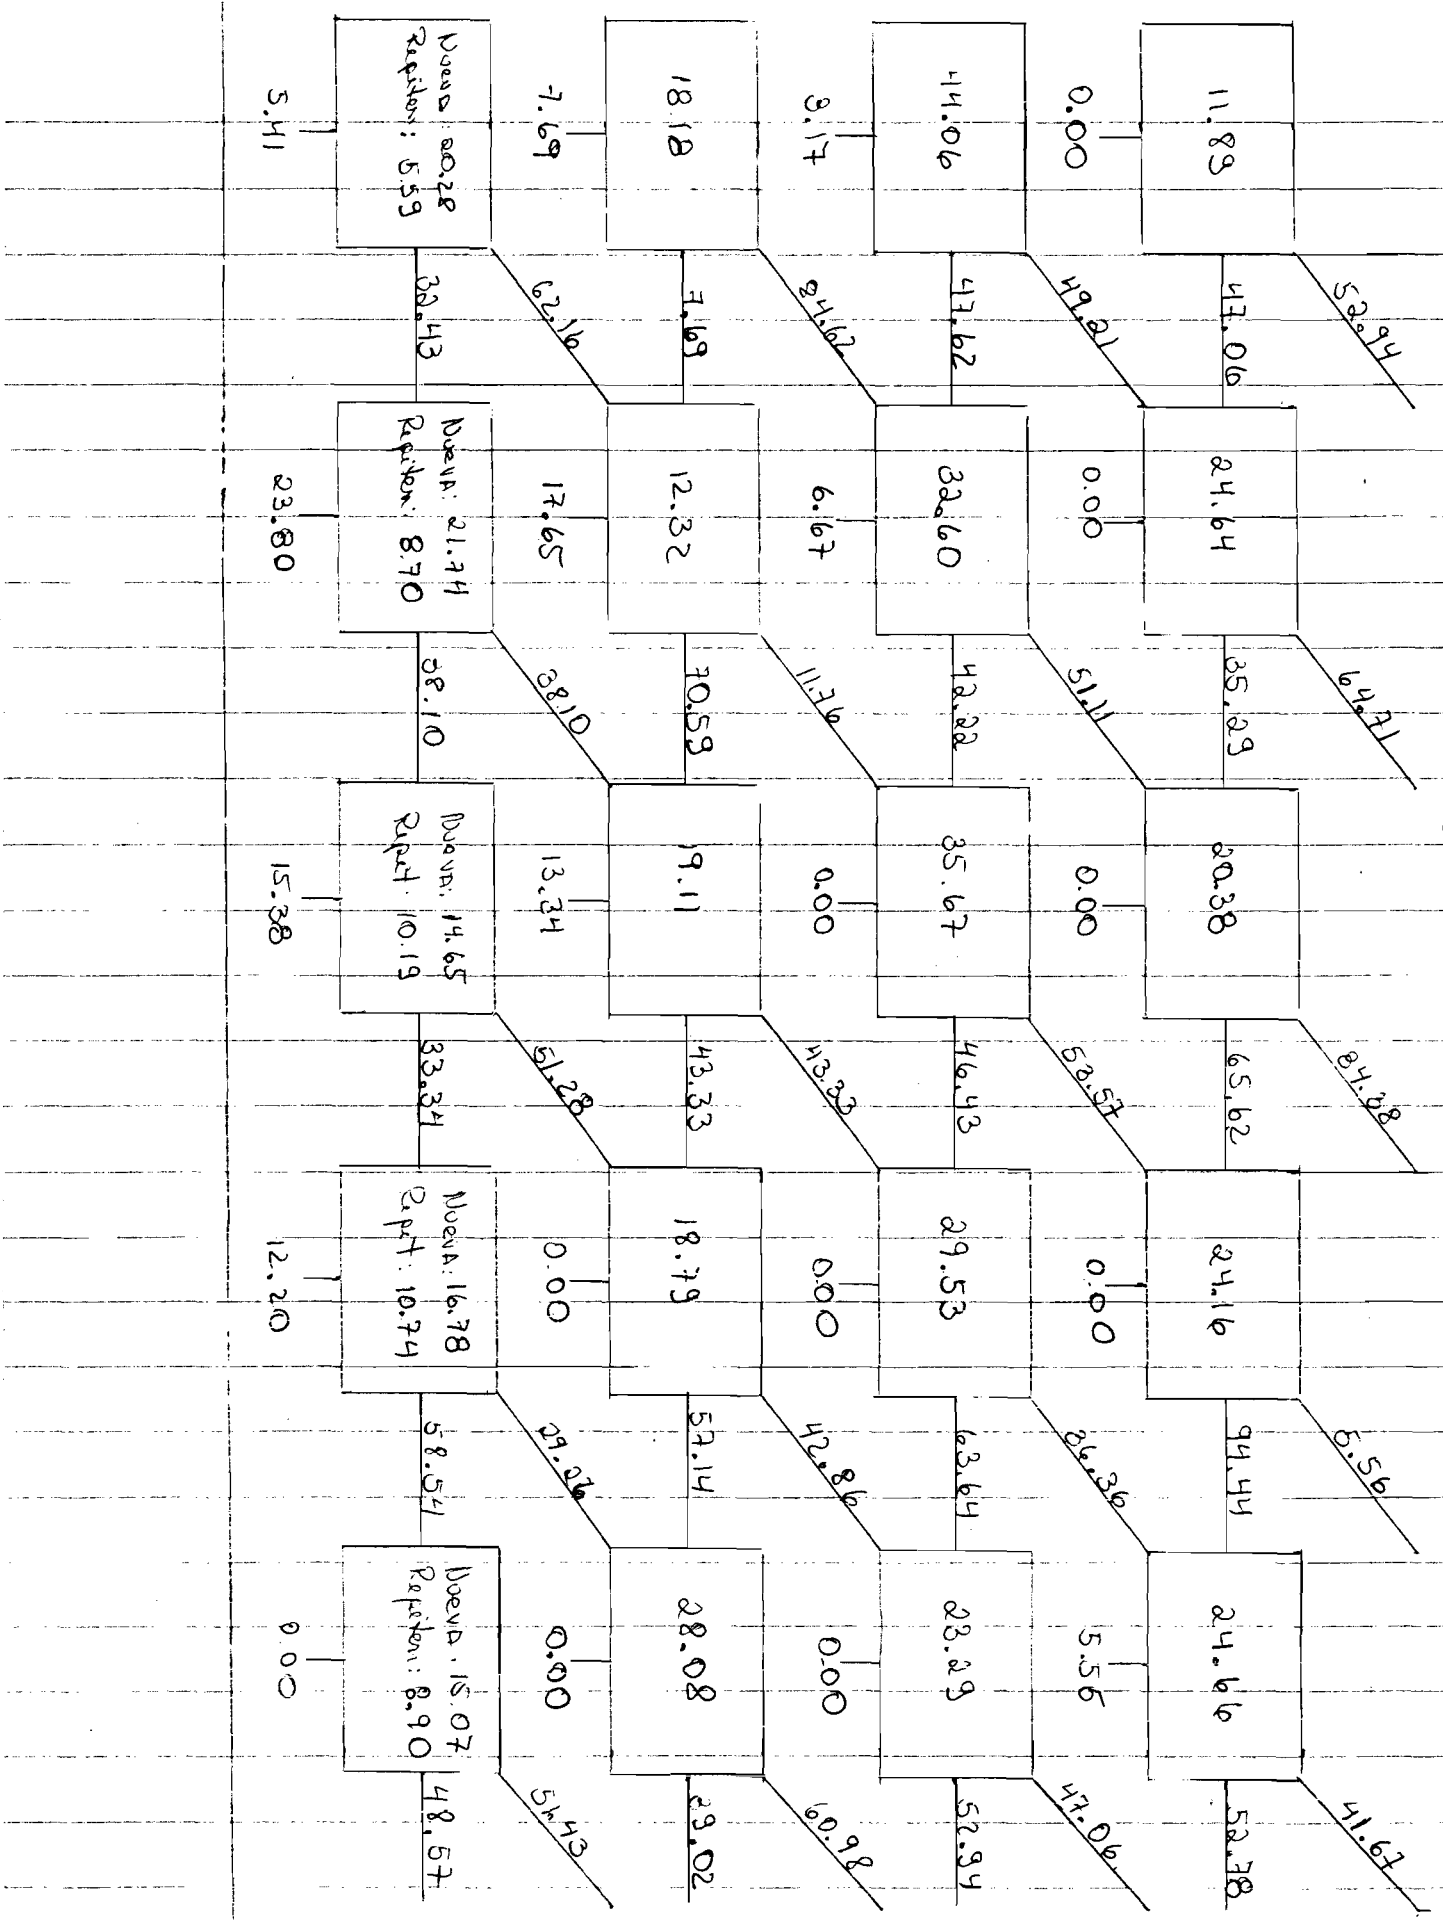 52.94 64.71 84.38 5.56 41.67
11.89 47.06 24.64 35.29 20.38 65.62 24.16 94.44 24.66 52.78
0.00 49.21 0.00 51.11 0.00 53.57 0.00 36.36 5.56 47.06
44.06 47.62 32.60 42.22 35.67 46.43 29.53 63.64 23.29 52.94
3.17 84.62 6.67 11.76 0.00 43.33 0.00 42.86 0.00 60.98
18.18 7.69 12.32 70.59 19.11 43.33 18.79 57.14 28.08 39.02
7.69 62.16 17.65 38.10 13.34 51.28 0.00 29.26 0.00 51.43
Nueva: 20.28 Nueva: 21.74 Nueva: 14.65 Nueva: 16.78 Nueva: 15.07
Repiten: 5.59 32.43 Repiten: 8.70 38.10 Repit: 10.19 33.34 Repit: 10.74 58.54 Repiten: 8.90 48.57
5.41 23.80 15.38 12.20 0.00